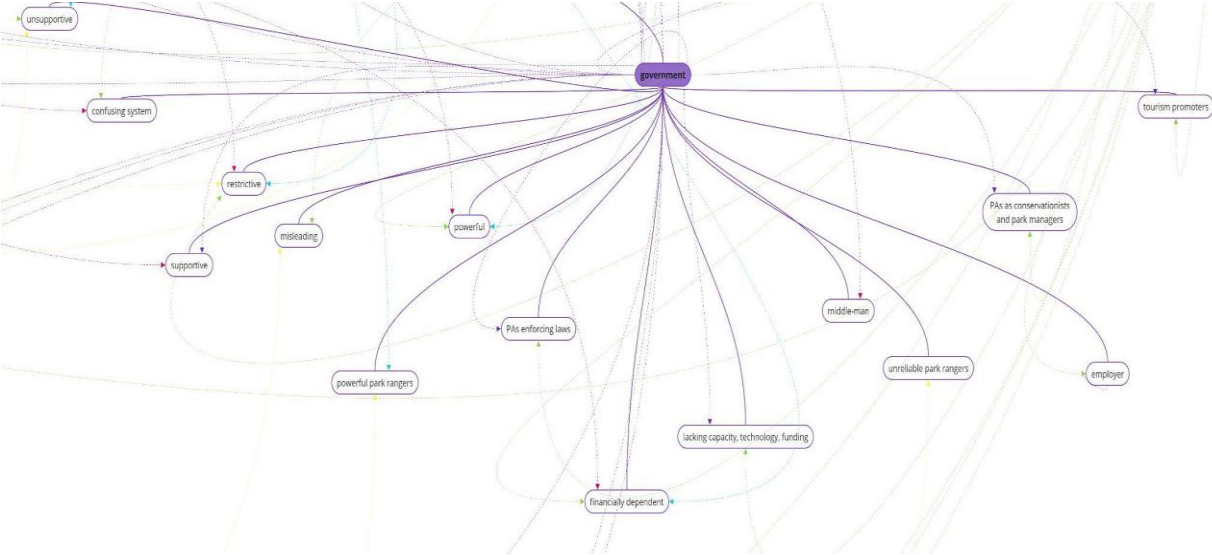 unsupportive
government
confusing system
tourism promoters
restrictive
PAs as conservationists
and park managers
powerful
misleading
supportive
middle-man
PAs enforcing laws
unreliable park rangers
employer
powerful park rangers
lacking capacity, technology, funding
financially dependent